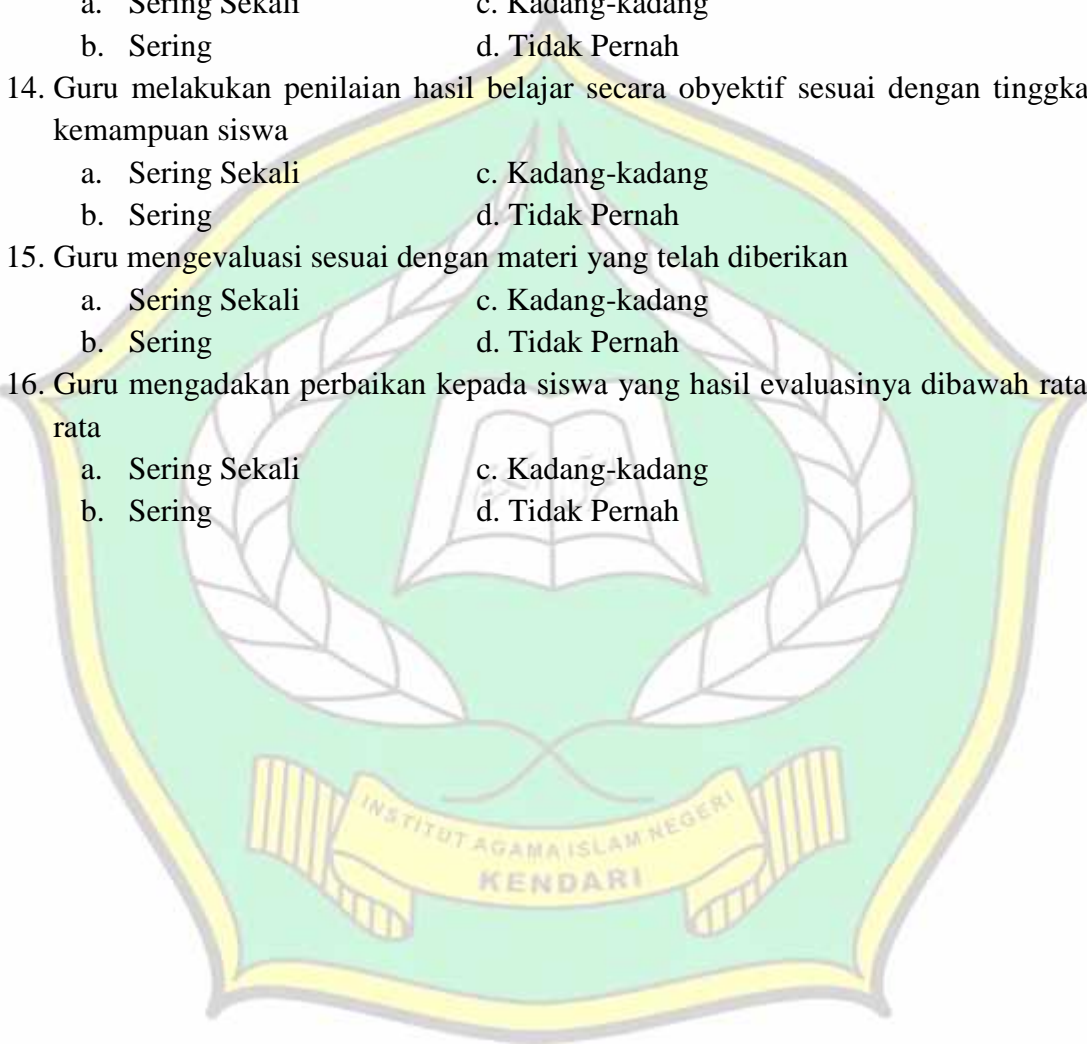 a. Sering Sekali c. Kadang-kadang
b. Sering d. Tidak Pernah
14. Guru melakukan penilaian hasil belajar secara obyektif sesuai dengan tinggka
kemampuan siswa
a. Sering Sekali c. Kadang-kadang
b. Sering d. Tidak Pernah
15. Guru mengevaluasi sesuai dengan materi yang telah diberikan
a. Sering Sekali c. Kadang-kadang
b. Sering d. Tidak Pernah
16. Guru mengadakan perbaikan kepada siswa yang hasil evaluasinya dibawah rata
rata
a. Sering Sekali c. Kadang-kadang
b. Sering d. Tidak Pernah
INSTITUT AGAMA ISLAM NEGERI
KENDARI